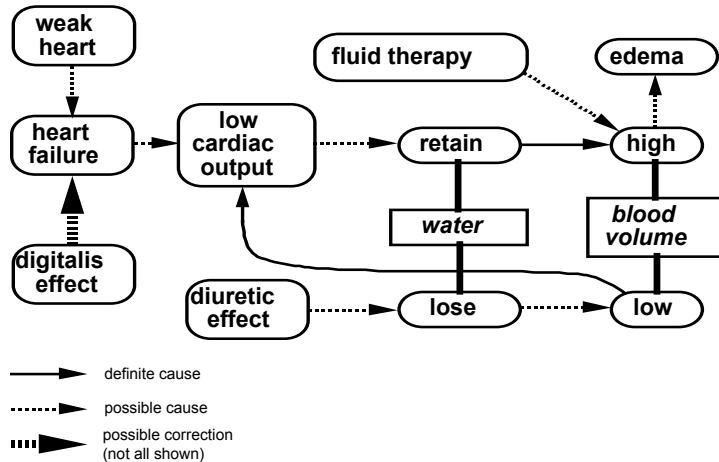 weak
heart
fluid therapy
edema
heart
failure
low
cardiac
output
retain
high
water
blood
volume
digitalis
effect
diuretic
effect
lose
low
definite cause
possible cause
possible correction
(not all shown)